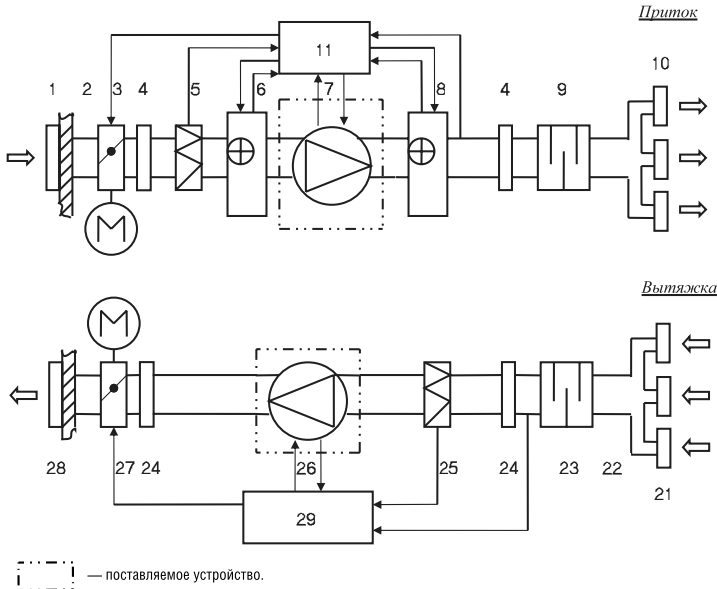 Приток
11
1 2 3 4 5 6 7 8 4 9 10
M
Вытяжка
M
28 27 24 26 25 24 23 22 21
29
— поставляемое устройство.